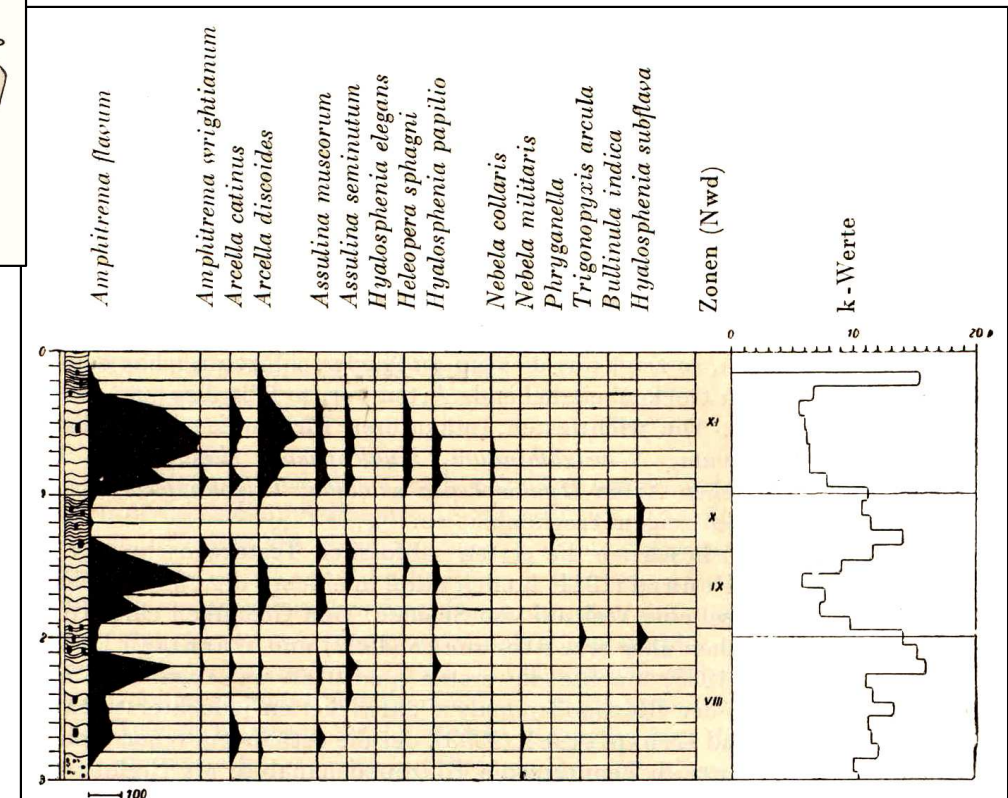 Amphitrema flavum
Amphitrema wrightianum
Arcella catinus
Arcella discoides
Assulina muscorum
Assulina seminutum
Hyalosphenia elegans
Heleopera sphagni
Hyalosphenia papilio
Nebela collaris
Nebela militaris
Phryganella
Trigonopyxis arcula
Bullinula indica
Hyalosphenia subflava
Zonen (Nwd)
k-Werte
0 10 20
0
XI
1
X
IX
2
VIII
3
100